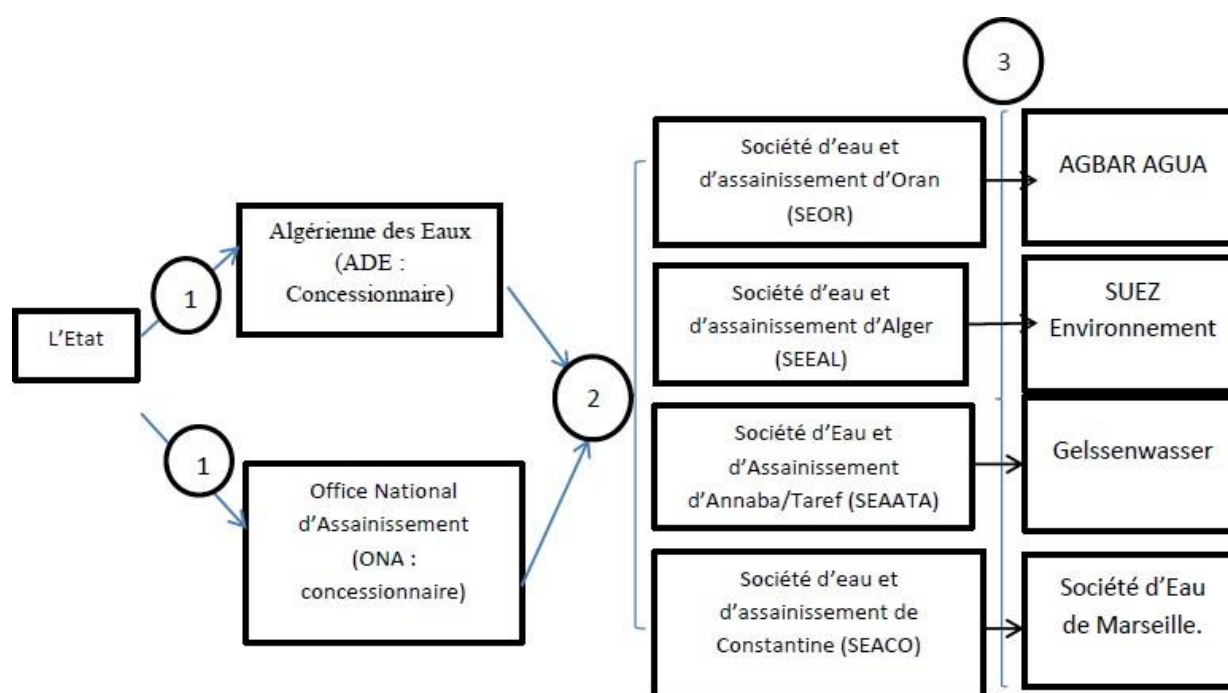 L'Etat
1
1
Algérienne des Eaux
(ADE :
Concessionnaire)
Office National
d'Assainissement
(ONA :
concessionnaire)
2
Société d'eau et
d'assainissement d'Oran
(SEOR)
Société d'eau et
d'assainissement d'Alger
(SEEAL)
Société d'Eau et
d'Assainissement
d'Annaba/Taref (SEAATA)
Société d'eau et
d'assainissement de
Constantine (SEACO)
3
AGBAR AGUA
SUEZ
Environnement
Gelssenwasser
Société d'Eau
de Marseille.